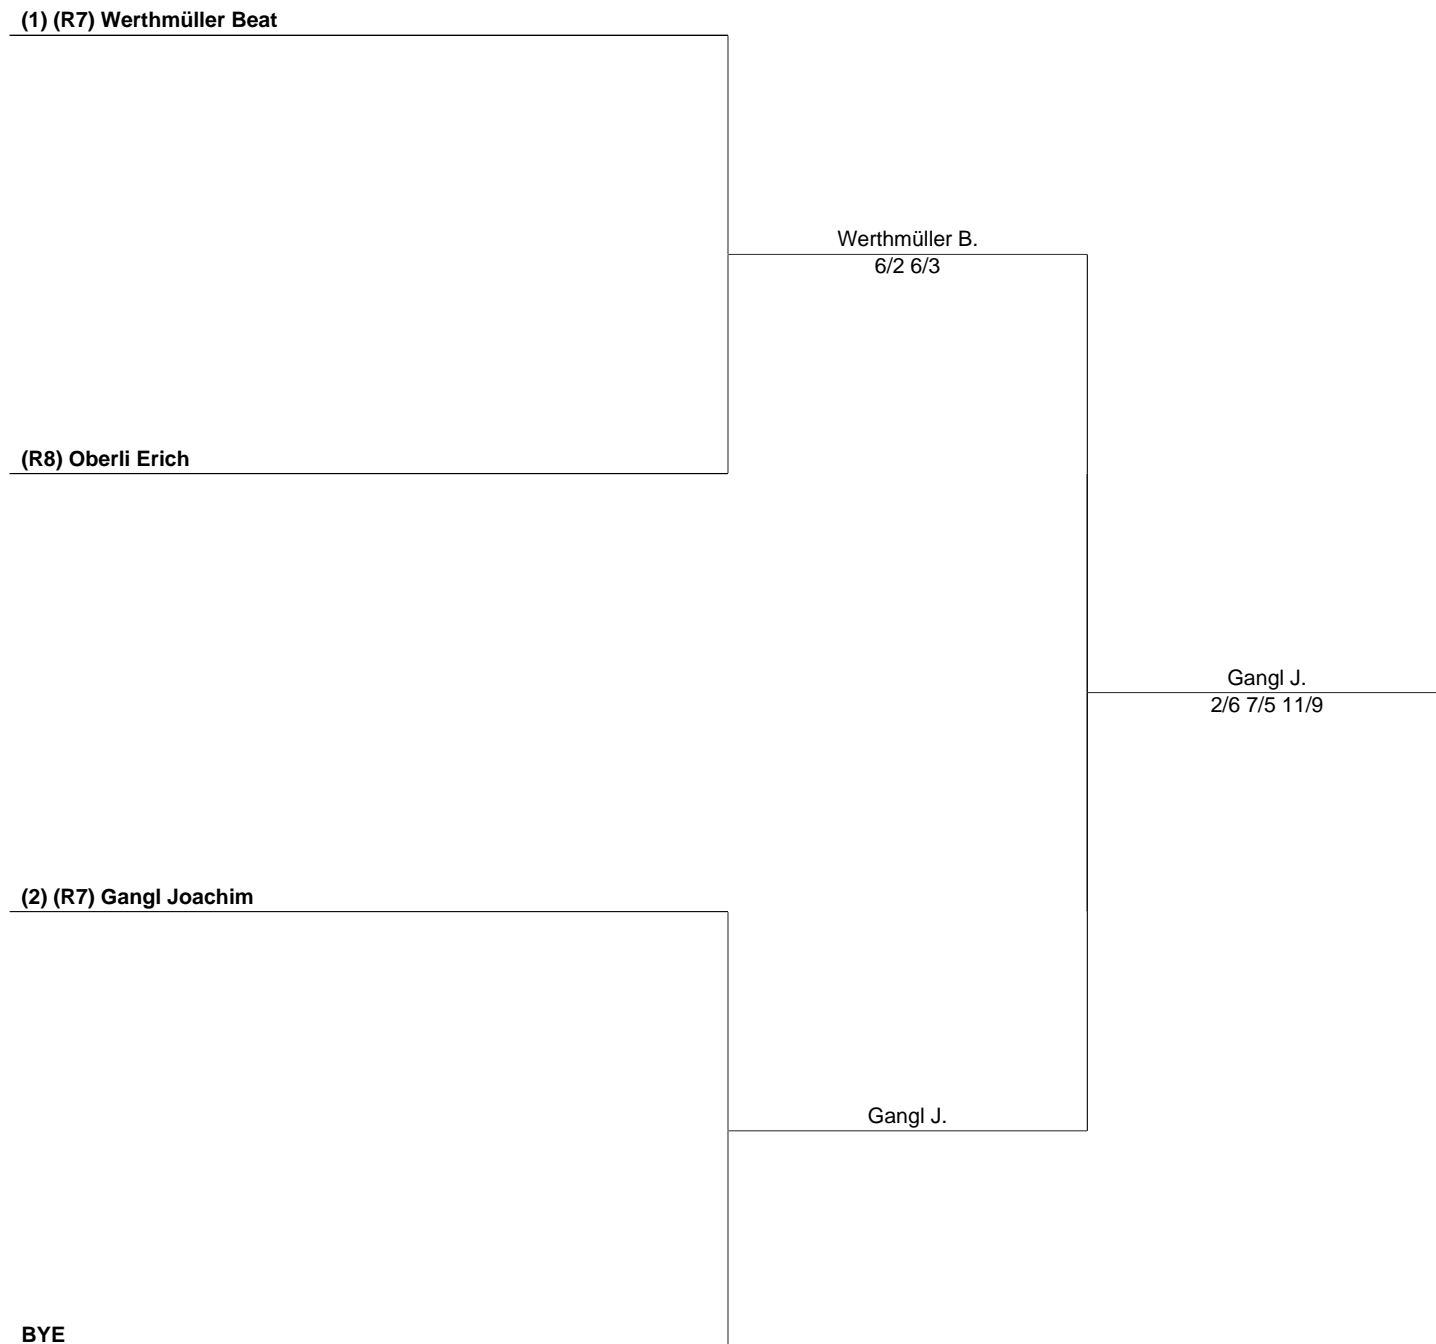 (1) (R7) Werthmüller Beat
Werthmüller B.
6/2 6/3
(R8) Oberli Erich
Gangl J.
2/6 7/5 11/9
(2) (R7) Gangl Joachim
Gangl J.
BYE